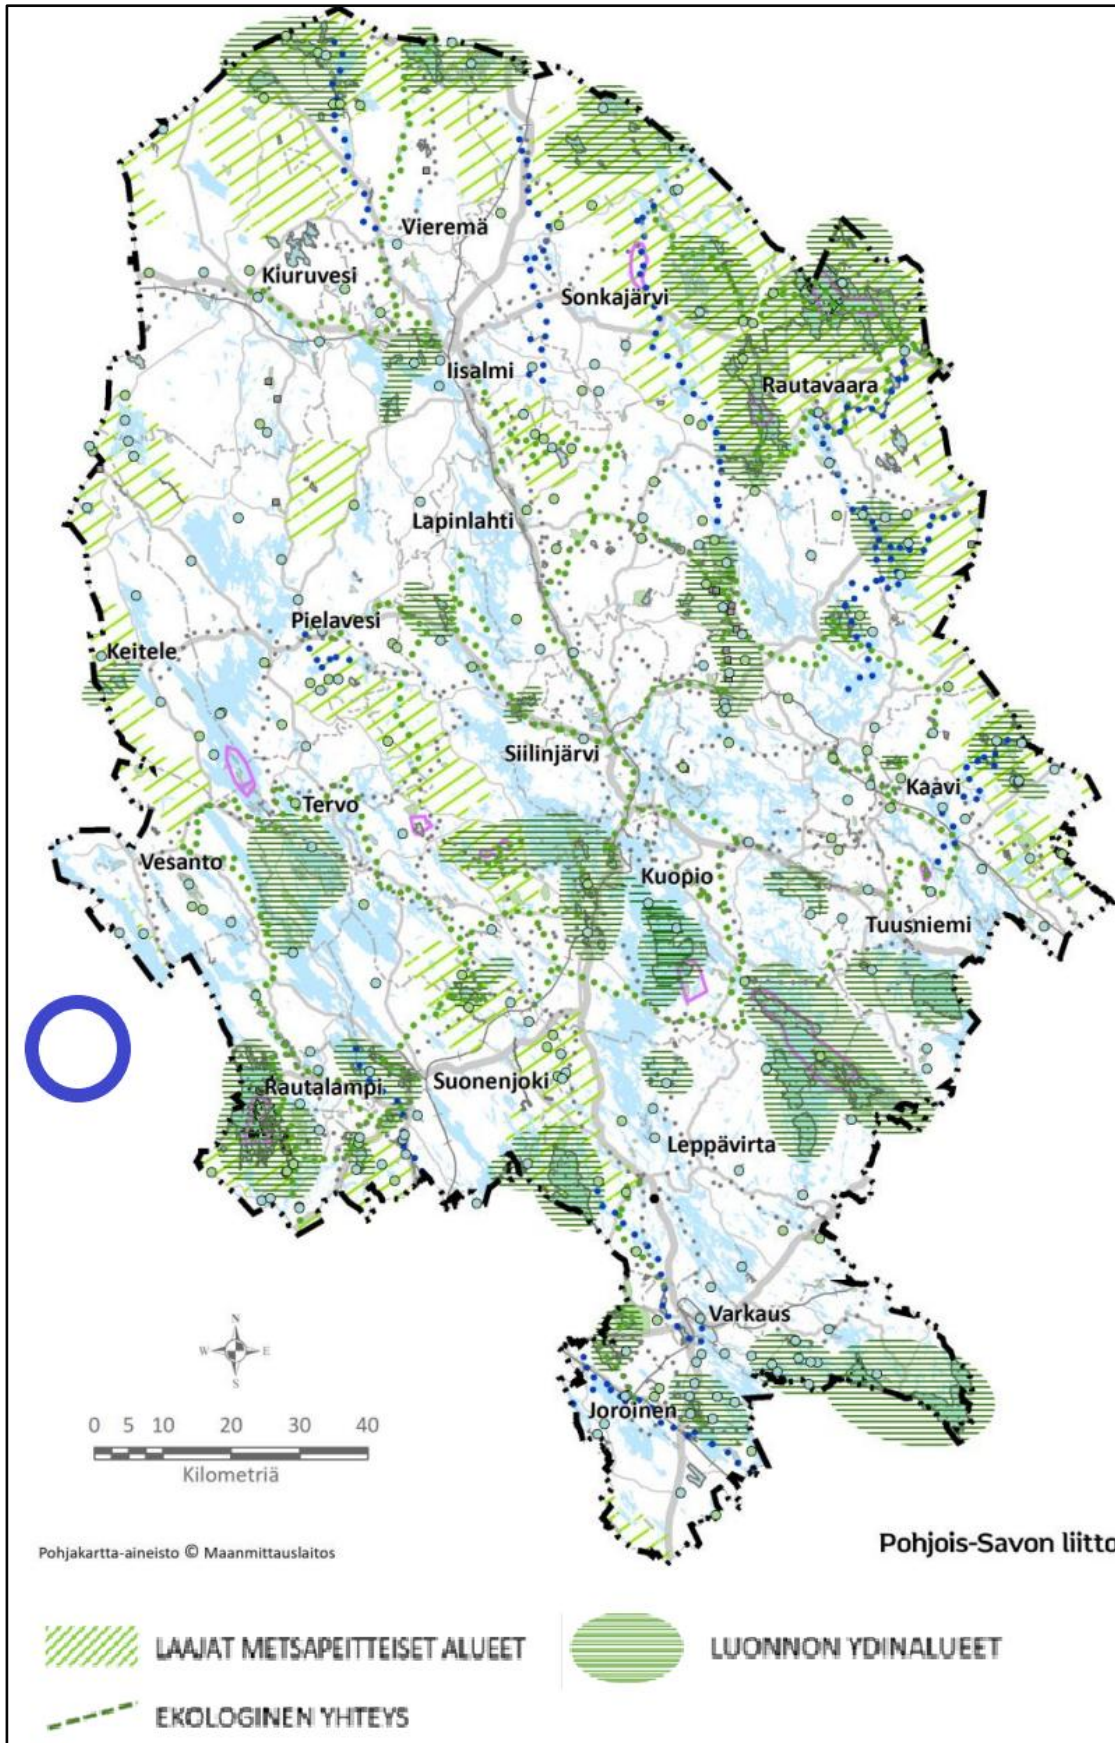 Vieremä
Kiuruvesi
Sonkajärvi
Iisalmi
Rautavaara
Lapinlahti
Pielavesi
Keitele
Siilinjärvi
Kaavi
Tervo
Vesanto
Kuopio
Tuusniemi
Rautalampi
Suonenjoki
Leppävirta
Varkaus
Joroinen
N
W E
S
0 5 10 20 30 40
Kilometriä
Pohjakartta-aineisto © Maanmittauslaitos
Pohjois-Savon liitto
LAAJAT METSAPEITTEISET ALUEET
LUONNON YDINALUEET
EKOLOGINEN YHTEYS